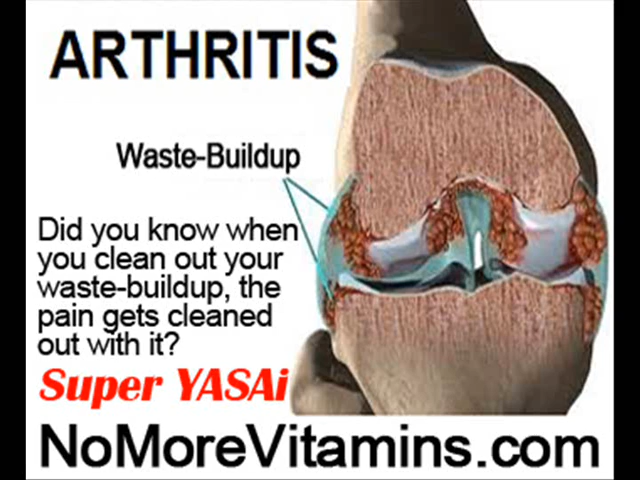 ARTHRITIS
Waste-Buildup
Did you know when
you clean out your
waste-buildup, the
pain gets cleaned
out with it?
Super YASAi
NoMoreVitamins.com